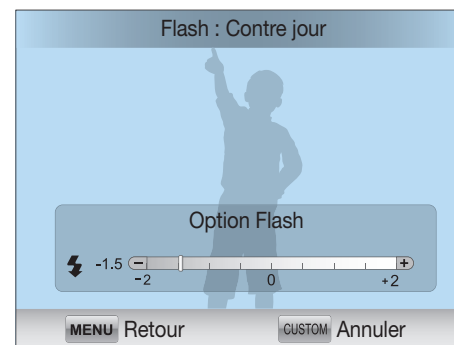 Flash : Contre jour
Option Flash
-1.5 - +
-2 0 +2
MENU Retour CUSTOM Annuler